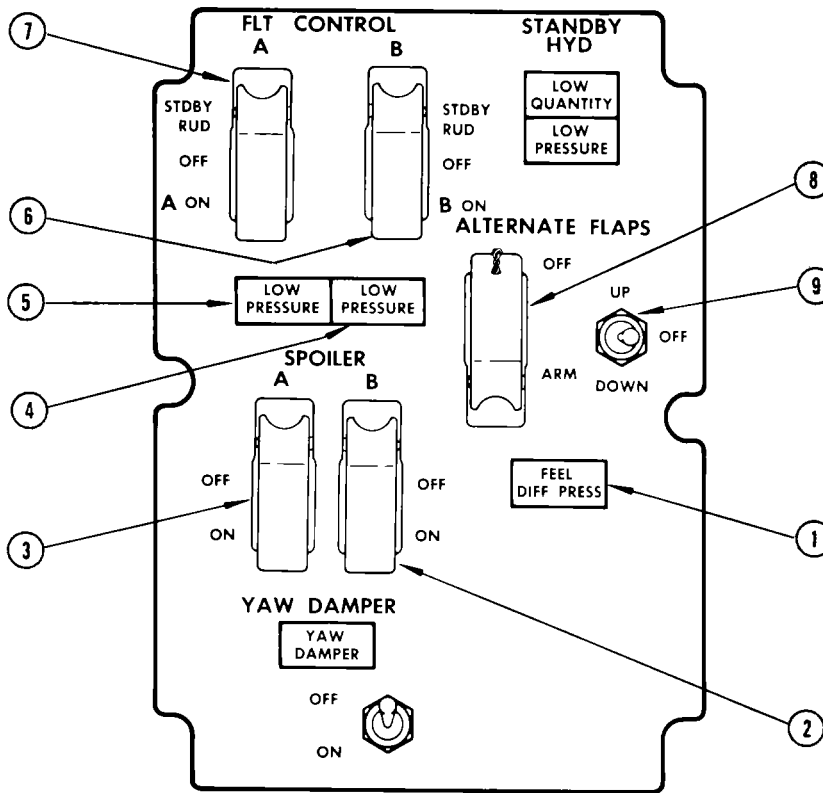 FLT CONTROL
A
B
STANDBY
HYD
7
STDBY
RUD
OFF
A ON
STDBY
RUD
OFF
B ON
LOW
QUANTITY
LOW
PRESSURE
8
6
ALTERNATE FLAPS
OFF
ARM
UP
OFF
DOWN
9
5
LOW
PRESSURE
LOW
PRESSURE
4
SPOILER
A
B
OFF
ON
OFF
ON
3
FEEL
DIFF PRESS
1
2
YAW DAMPER
YAW
DAMPER
OFF
ON